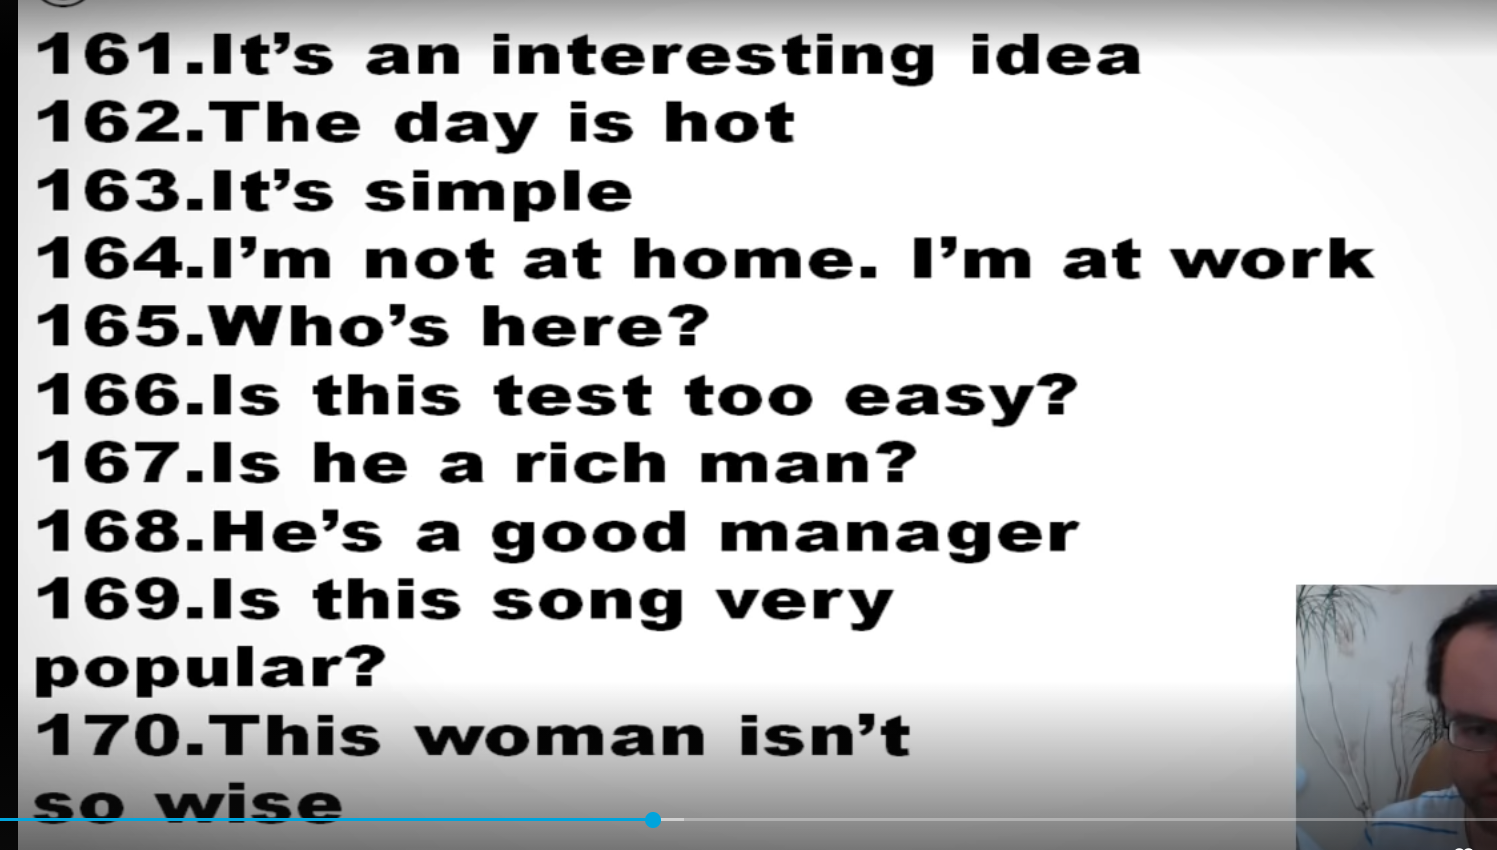 161.It’s an interesting idea
162.The day is hot
163.It’s simple
164.I’m not at home. I’m at work
165.Who’s here?
166.Is this test too easy?
167.Is he a rich man?
168.He’s a good manager
169.Is this song very
popular?
170.This woman isn’t
so wise